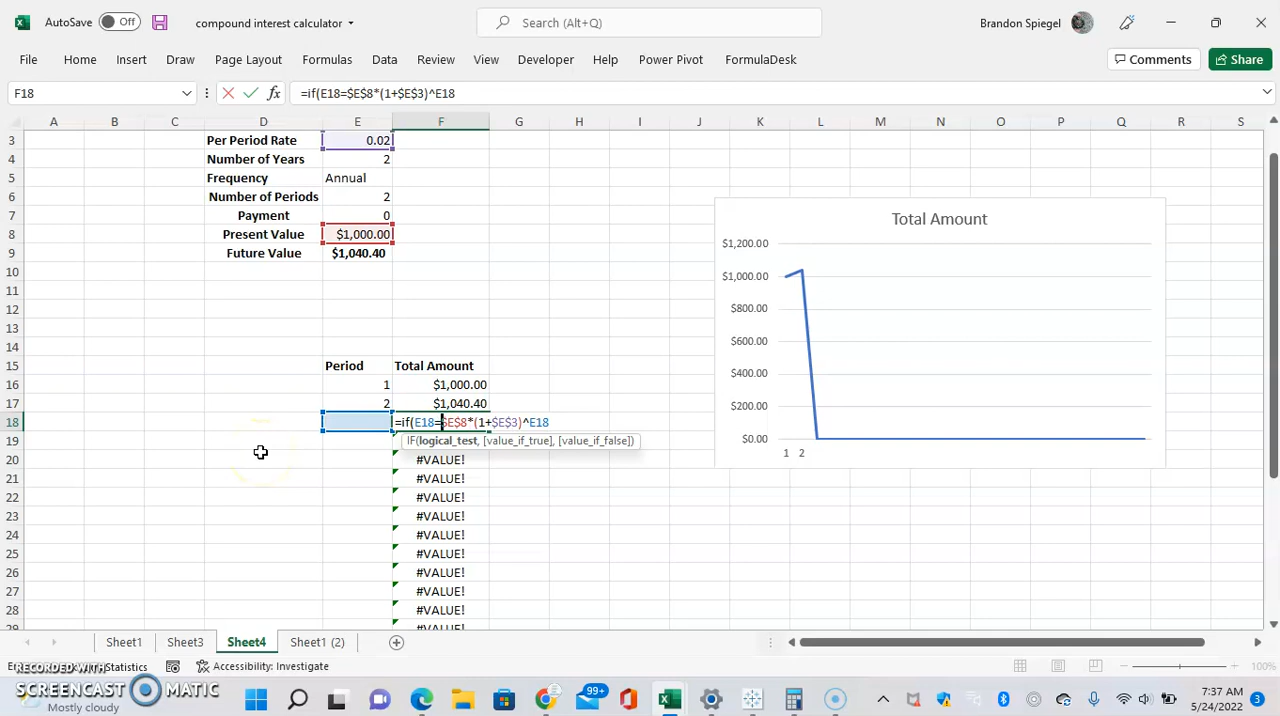 AutoSave Off compound interest calculator Search (Alt+Q) Brandon Spiegel
File Home Insert Draw Page Layout Formulas Data Review View Developer Help Power Pivot FormulaDesk Comments Share
F18 fx =if(E18=$E$8*(1+$E$3)^E18
A B C D E F G H I J K L M N O P Q R S
3 Per Period Rate 0.02
4 Number of Years 2
5 Frequency Annual
6 Number of Periods 2
7 Payment 0
8 Present Value $1,000.00
9 Future Value $1,040.40
10
11
12
13
14
15 Period Total Amount
16 1 $1,000.00
17 2 $1,040.40
18 =if(E18=$E$8*(1+$E$3)^E18
19 IF(logical_test, [value_if_true], [value_if_false])
20 #VALUE!
21 #VALUE!
22 #VALUE!
23 #VALUE!
24 #VALUE!
25 #VALUE!
26 #VALUE!
27 #VALUE!
28 #VALUE!
29 #VALUE!
Total Amount
$1,200.00
$1,000.00
$800.00
$600.00
$400.00
$200.00
$0.00
1 2
Sheet1 Sheet3 Sheet4 Sheet1 (2)
Statistics Accessibility: Investigate 100%
RECORDED WITH
SCREENCAST MATIC
Mostly cloudy
99+
7:37 AM
5/24/2022 3